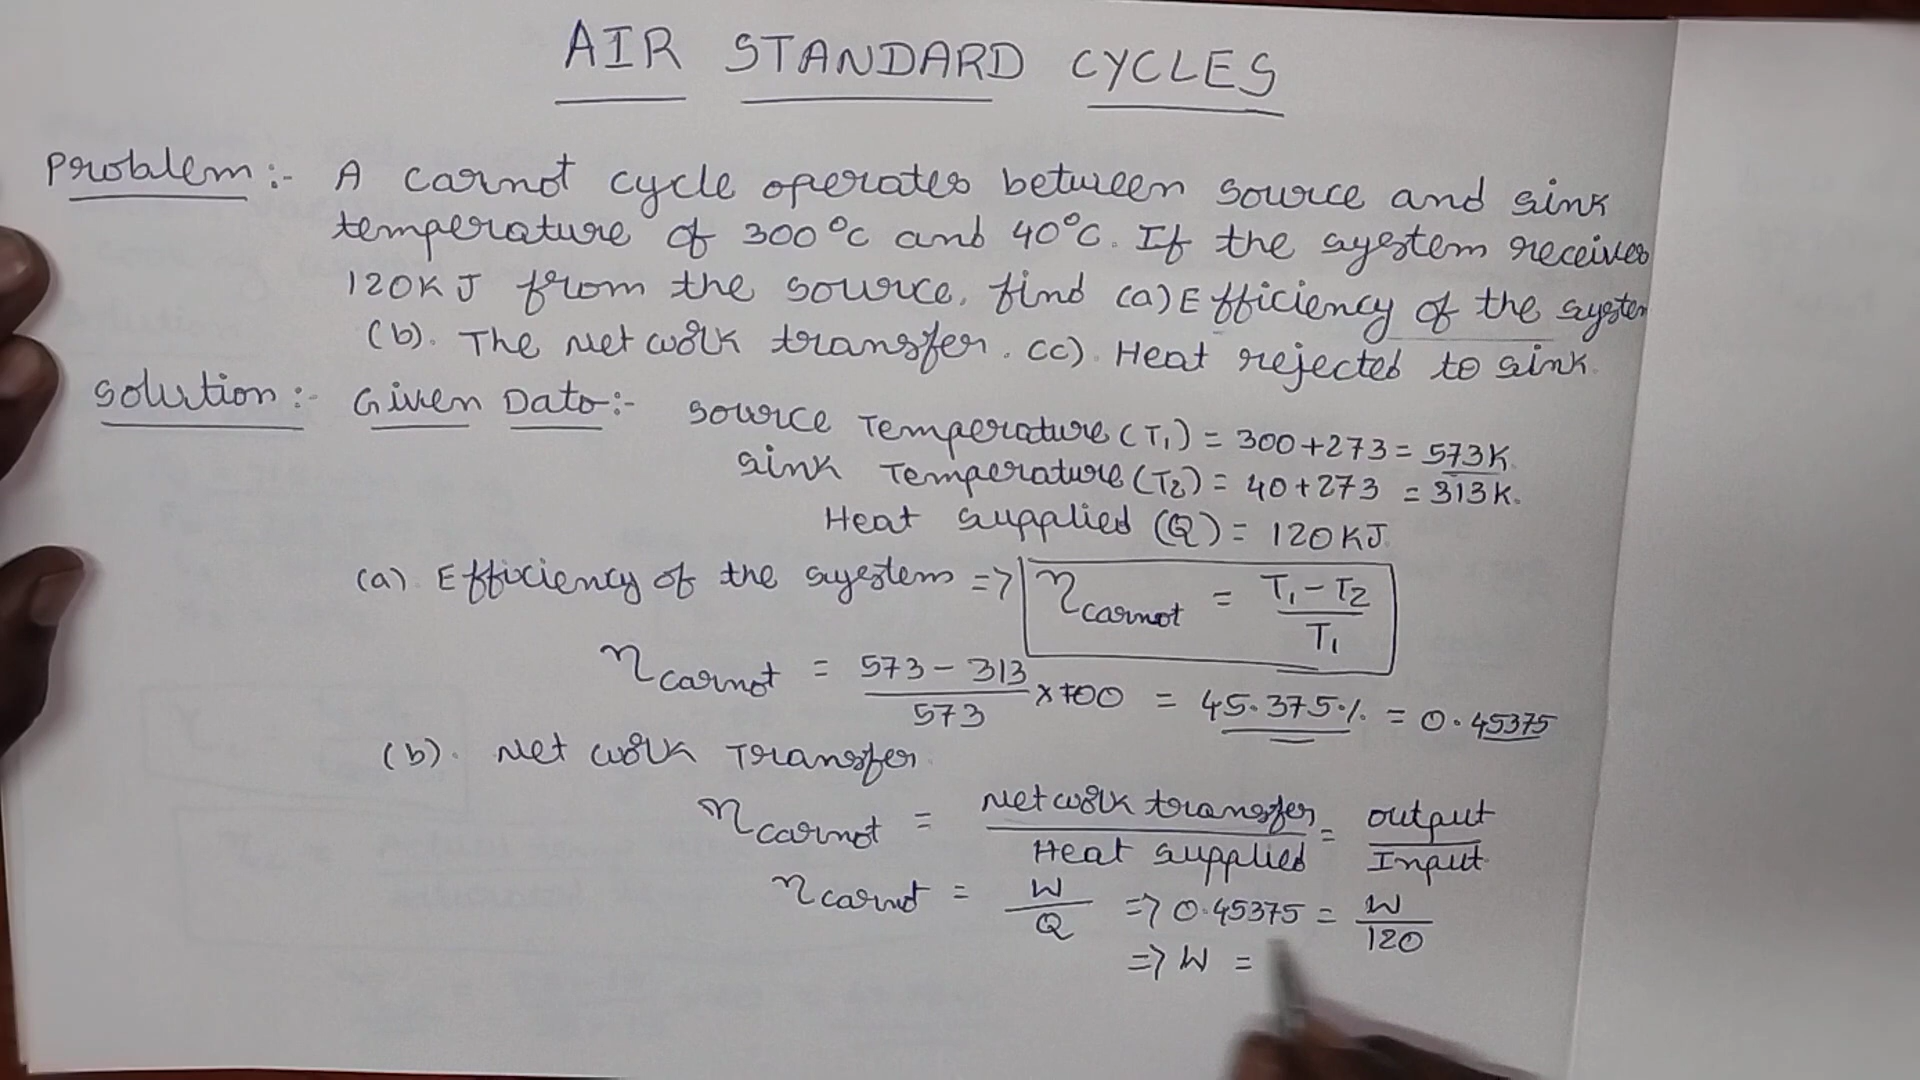 AIR STANDARD CYCLES
Problem:- A carnot cycle operates between source and sink
temperature of 300°c and 40°c. If the system receives
120KJ from the source, find (a) Efficiency of the system
(b). The Net work transfer. (c). Heat rejected to sink.
Solution:- Given Data:- Source Temperature (T₁) = 300+273 = 573K.
Sink Temperature (T₂) = 40+273 = 313K.
Heat supplied (Q) = 120KJ.
(a). Efficiency of the system => η carnot = T₁-T₂ / T₁
η carnot = 573-313 / 573 × 100 = 45.375% = 0.45375
(b). Net work Transfer.
η carnot = Net work transfer / Heat supplied = output / Input
η carnot = W / Q => 0.45375 = W / 120
=> W =